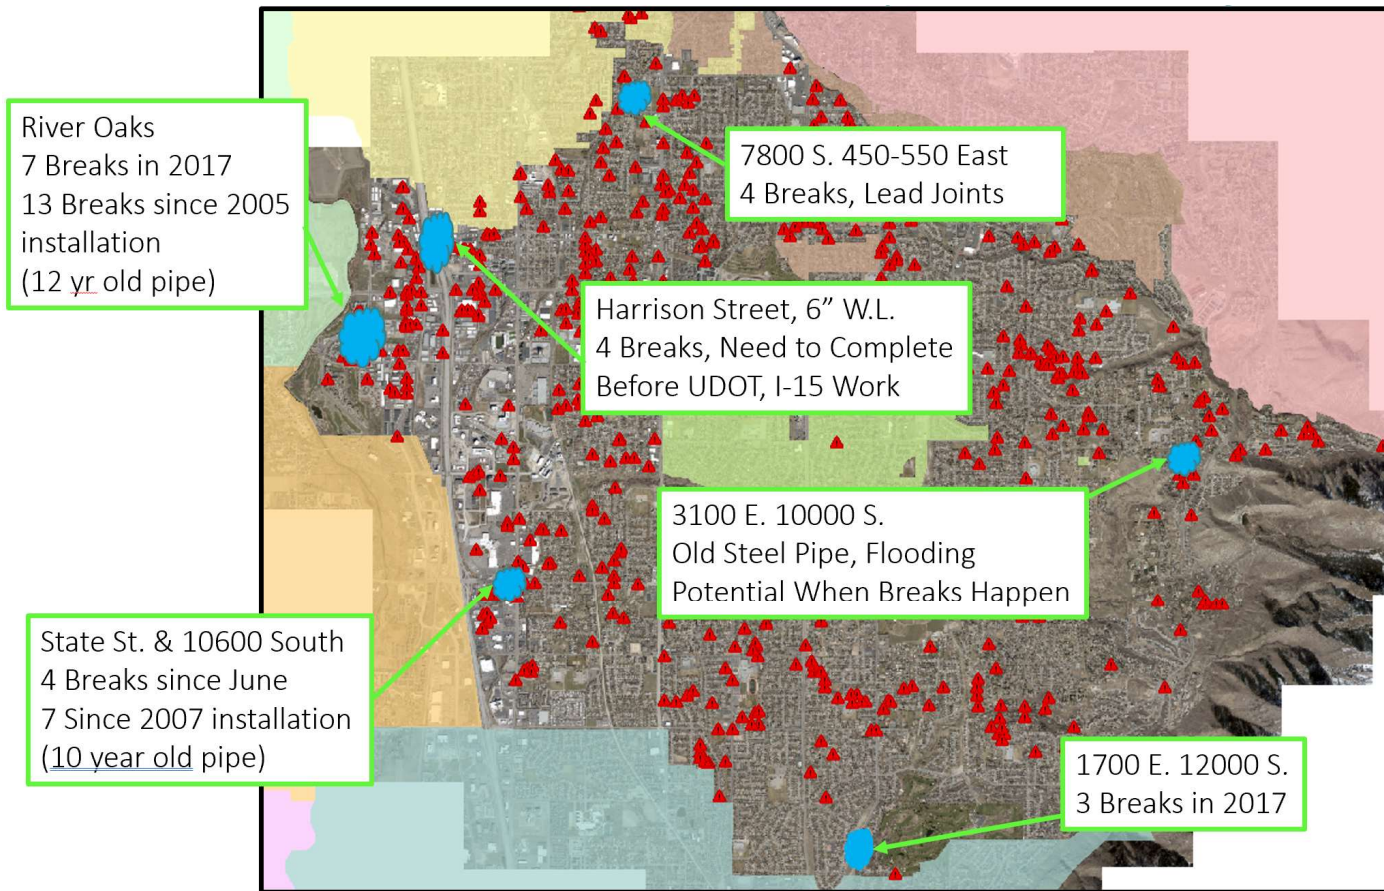 River Oaks
7 Breaks in 2017
13 Breaks since 2005
installation
(12 yr old pipe)
7800 S. 450-550 East
4 Breaks, Lead Joints
Harrison Street, 6” W.L.
4 Breaks, Need to Complete
Before UDOT, I-15 Work
3100 E. 10000 S.
Old Steel Pipe, Flooding
Potential When Breaks Happen
State St. & 10600 South
4 Breaks since June
7 Since 2007 installation
(10 year old pipe)
1700 E. 12000 S.
3 Breaks in 2017